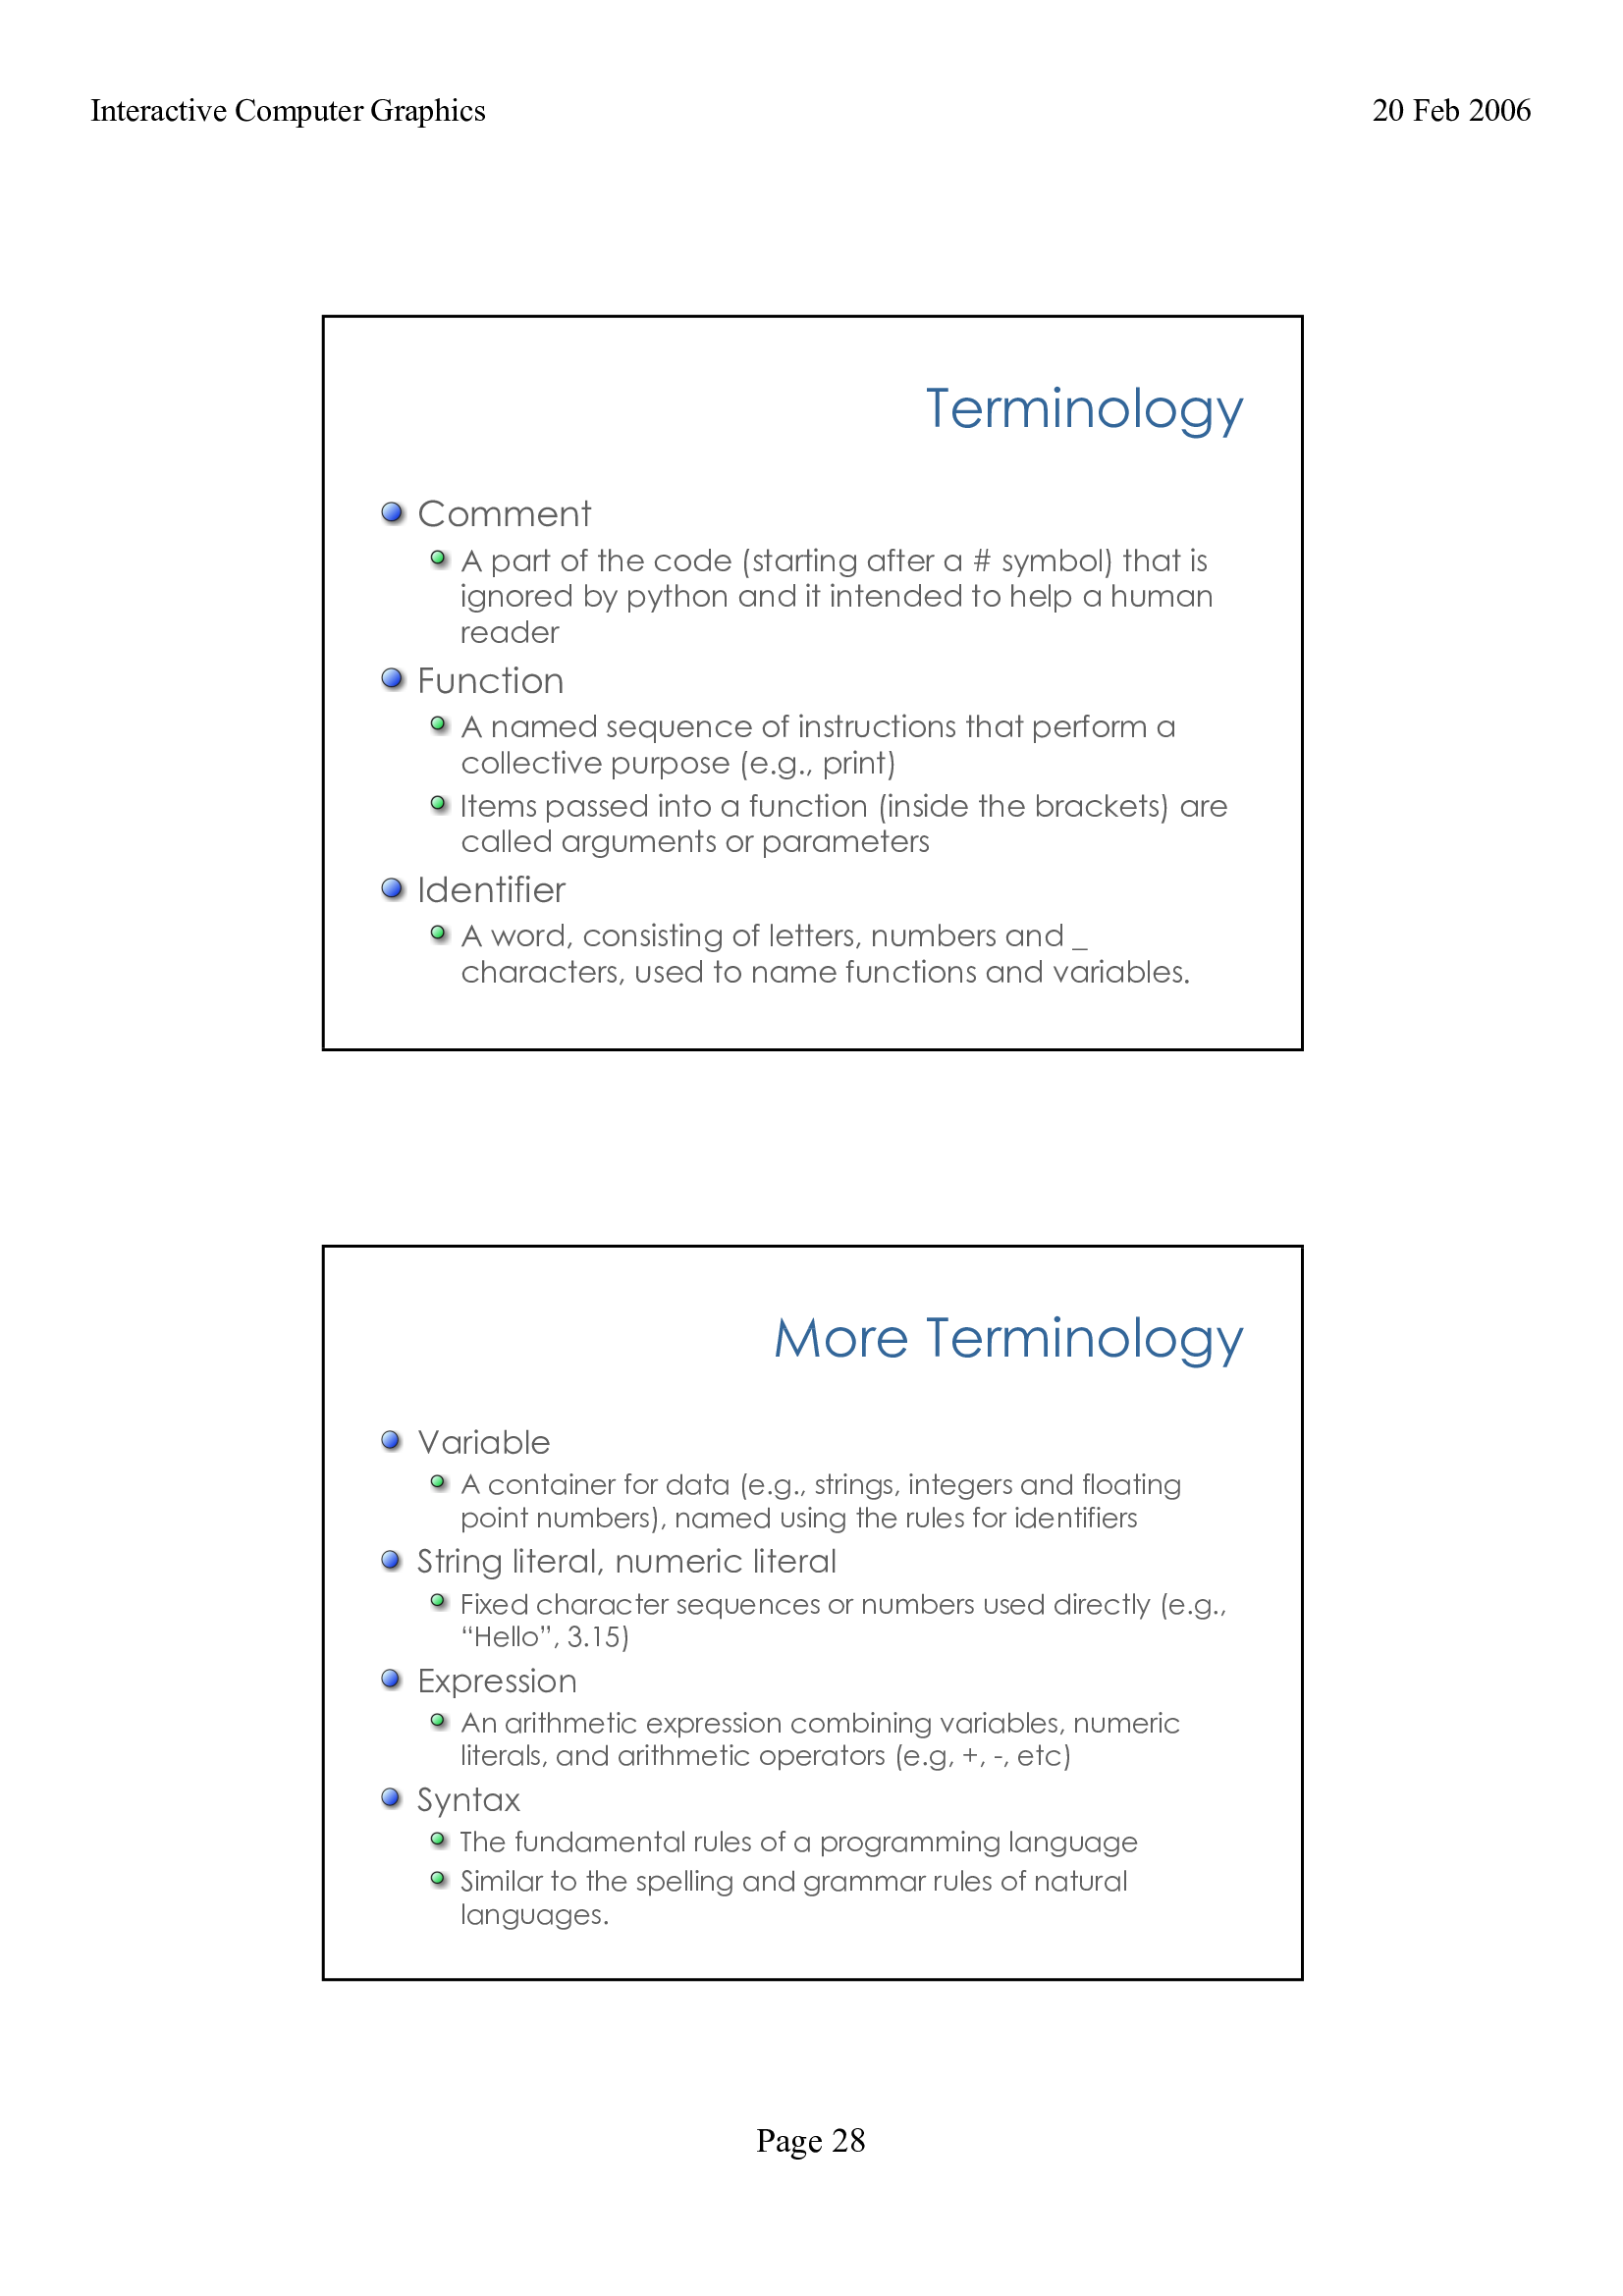 Interactive Computer Graphics
20 Feb 2006
Terminology
Comment
A part of the code (starting after a # symbol) that is
ignored by python and it intended to help a human
reader
Function
A named sequence of instructions that perform a
collective purpose (e.g., print)
Items passed into a function (inside the brackets) are
called arguments or parameters
Identifier
A word, consisting of letters, numbers and _
characters, used to name functions and variables.
More Terminology
Variable
A container for data (e.g., strings, integers and floating
point numbers), named using the rules for identifiers
String literal, numeric literal
Fixed character sequences or numbers used directly (e.g.,
“Hello”, 3.15)
Expression
An arithmetic expression combining variables, numeric
literals, and arithmetic operators (e.g, +, -, etc)
Syntax
The fundamental rules of a programming language
Similar to the spelling and grammar rules of natural
languages.
Page 28